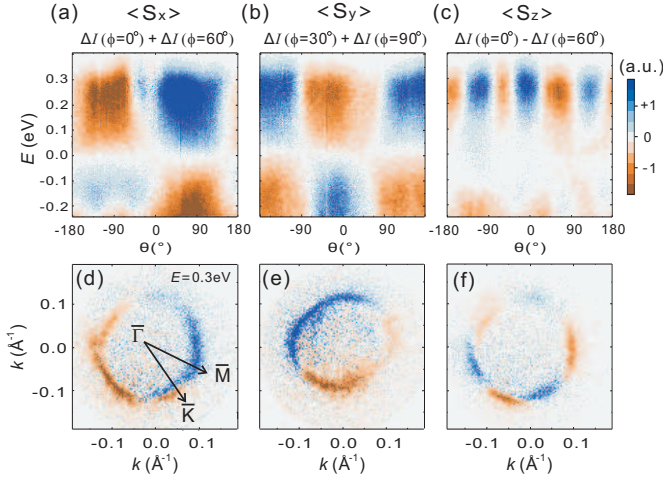 (a) <Sx> (b) <Sy> (c) <Sz>
ΔI (ϕ=0°) + ΔI (ϕ=60°) ΔI (ϕ=30°) + ΔI (ϕ=90°) ΔI (ϕ=0°) - ΔI (ϕ=60°)
(a.u.)
+1
0
-1
E (eV)
0.3
0.2
0.1
0.0
-0.1
-0.2
-180 -90 0 90 180 -90 0 90 -180 -90 0 90 180
Θ(°) Θ(°) Θ(°)
(d) E=0.3eV (e) (f)
k (Å⁻¹)
0.1
0.0
-0.1
Γ̅
M̅
K̅
-0.1 0.0 0.1 -0.1 0.0 0.1 -0.1 0.0 0.1
k (Å⁻¹) k (Å⁻¹) k (Å⁻¹)